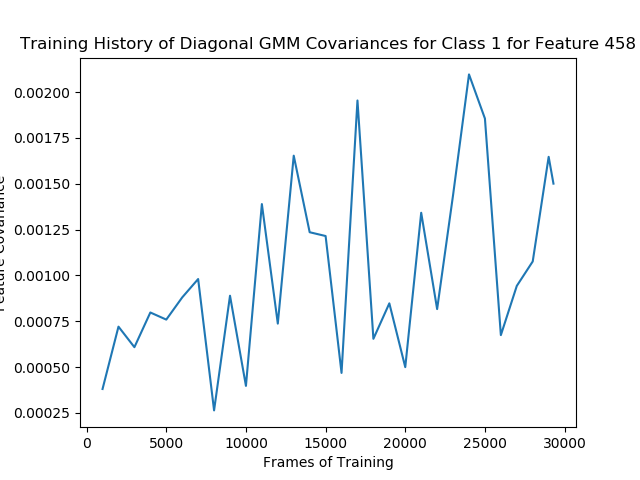 Training History of Diagonal GMM Covariances for Class 1 for Feature 458
0.00200
0.00175
0.00150
0.00125
0.00100
0.00075
0.00050
0.00025
Feature Covariance
0 5000 10000 15000 20000 25000 30000
Frames of Training